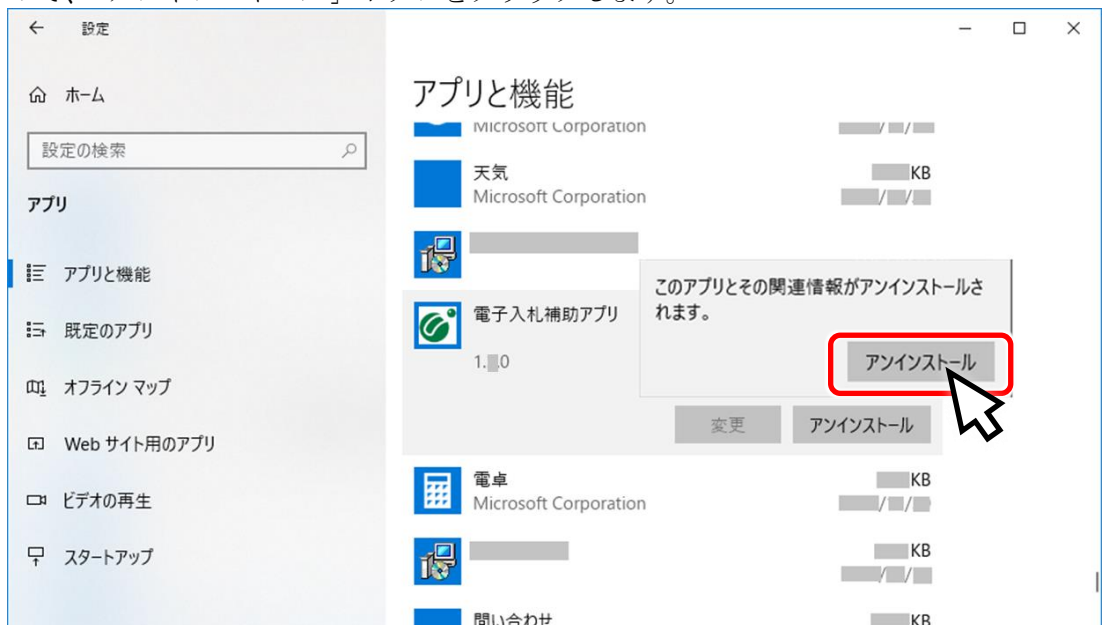 設定
ホーム
設定の検索
アプリ
アプリと機能
既定のアプリ
オフライン マップ
Web サイト用のアプリ
ビデオの再生
スタートアップ
アプリと機能
Microsoft Corporation
天気
KB
Microsoft Corporation
このアプリとその関連情報がアンインストールさ
れます。
アンインストール
電子入札補助アプリ
変更
アンインストール
電卓
KB
Microsoft Corporation
KB
問い合わせ
KB